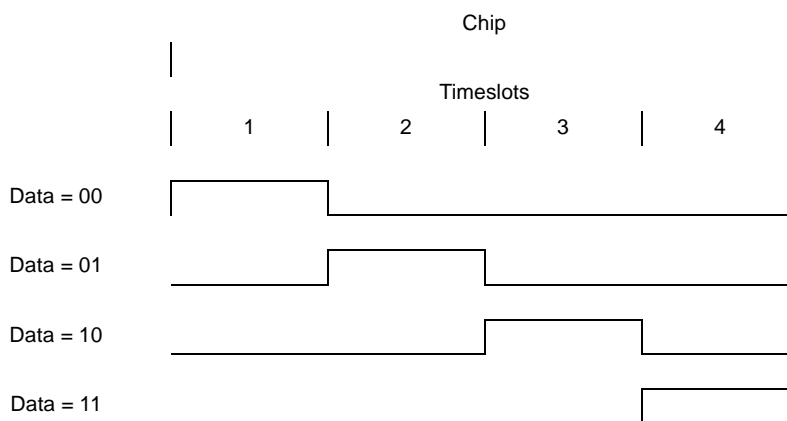 Chip
Timeslots
1 2 3 4
Data = 00
Data = 01
Data = 10
Data = 11